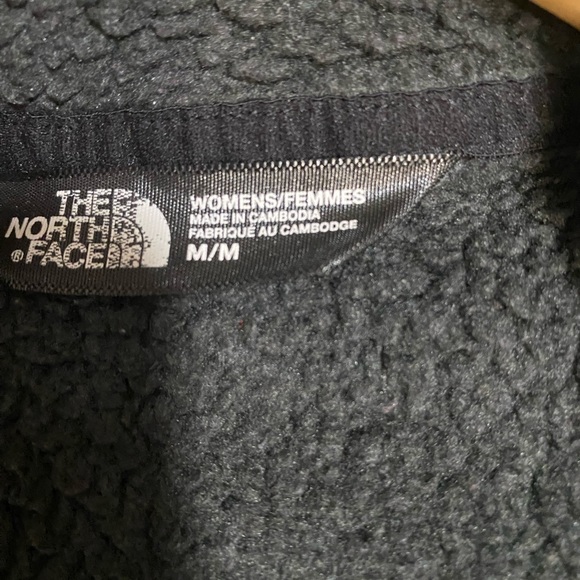 THE
NORTH
®FACE
WOMENS/FEMMES
MADE IN CAMBODIA
FABRIQUE AU CAMBODGE
M/M